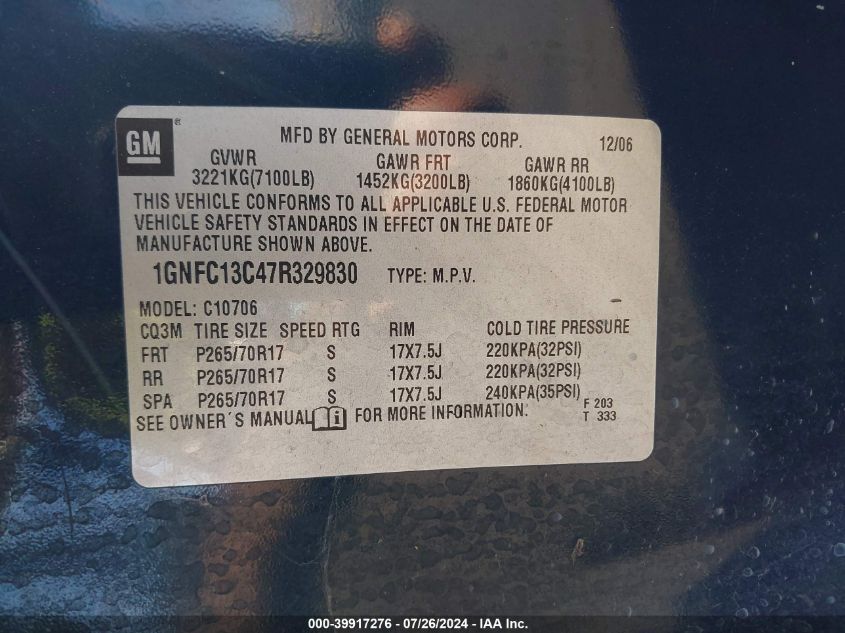 GM
MFD BY GENERAL MOTORS CORP. 12/06
GVWR GAWR FRT GAWR RR
3221KG(7100LB) 1452KG(3200LB) 1860KG(4100LB)
THIS VEHICLE CONFORMS TO ALL APPLICABLE U.S. FEDERAL MOTOR
VEHICLE SAFETY STANDARDS IN EFFECT ON THE DATE OF
MANUFACTURE SHOWN ABOVE.
1GNFC13C47R329830 TYPE: M.P.V.
MODEL: C10706
CQ3M TIRE SIZE SPEED RTG RIM COLD TIRE PRESSURE
FRT P265/70R17 S 17X7.5J 220KPA(32PSI)
RR P265/70R17 S 17X7.5J 220KPA(32PSI)
SPA P265/70R17 S 17X7.5J 240KPA(35PSI)
SEE OWNER´S MANUAL i FOR MORE INFORMATION.
F 203
T 333
000-39917276 - 07/26/2024 - IAA Inc.